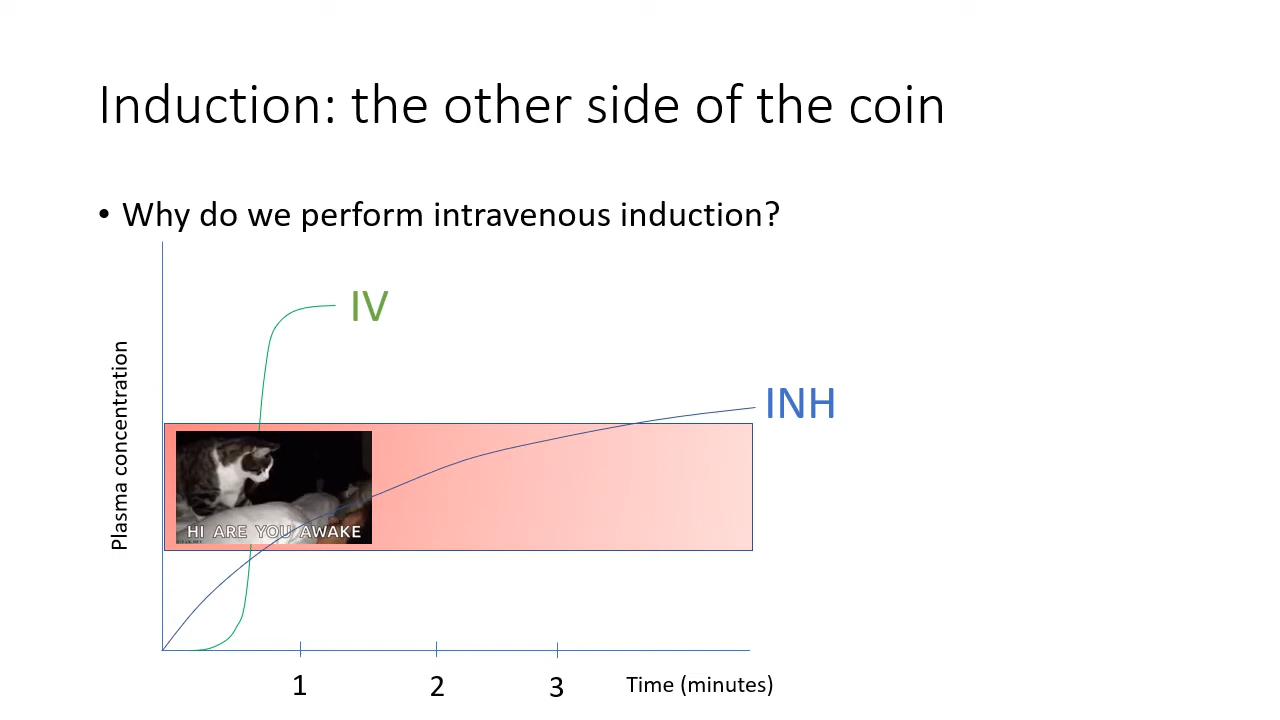 Induction: the other side of the coin
• Why do we perform intravenous induction?
IV
INH
Plasma concentration
HI ARE YOU AWAKE
1 2 3 Time (minutes)